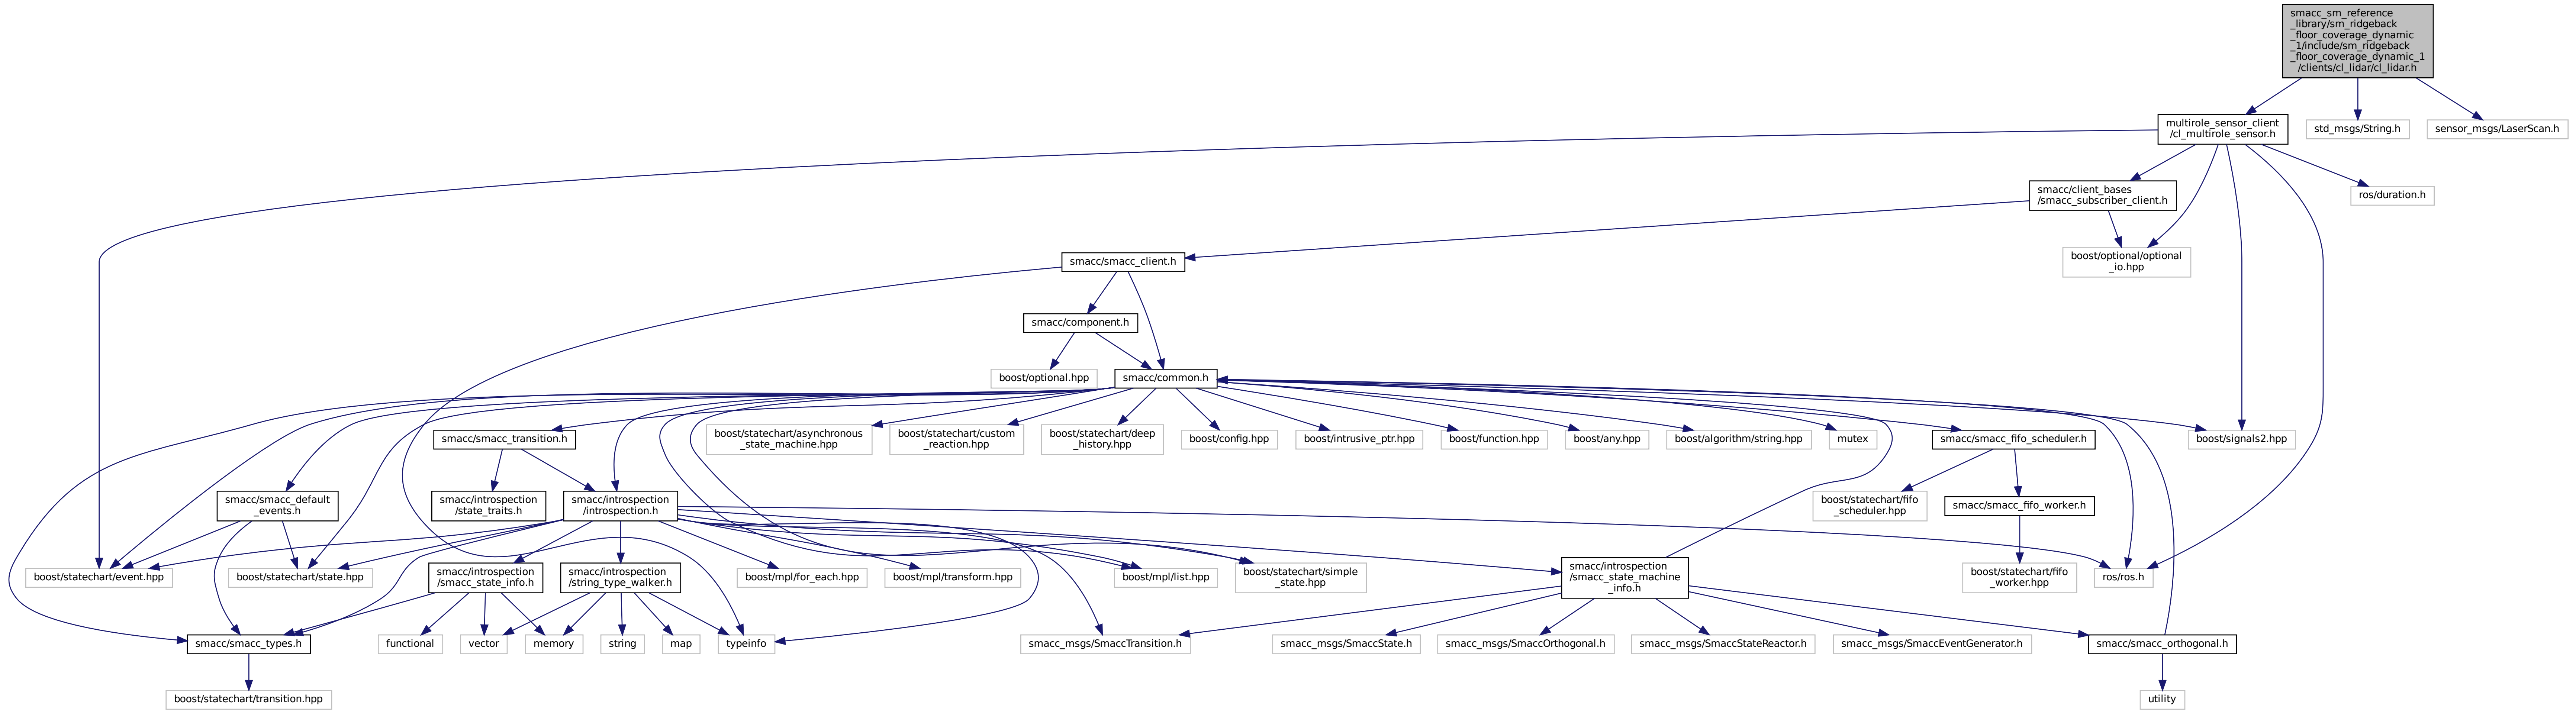 smacc_sm_reference
_library/sm_ridgeback
_floor_coverage_dynamic
_1/include/sm_ridgeback
_floor_coverage_dynamic_1
/clients/cl_lidar/cl_lidar.h
multirole_sensor_client
/cl_multirole_sensor.h
std_msgs/String.h
sensor_msgs/LaserScan.h
smacc/client_bases
/smacc_subscriber_client.h
ros/duration.h
smacc/smacc_client.h
boost/optional/optional
_io.hpp
smacc/component.h
boost/optional.hpp
smacc/common.h
smacc/smacc_transition.h
boost/statechart/asynchronous
_state_machine.hpp
boost/statechart/custom
_reaction.hpp
boost/statechart/deep
_history.hpp
boost/config.hpp
boost/intrusive_ptr.hpp
boost/function.hpp
boost/any.hpp
boost/algorithm/string.hpp
mutex
smacc/smacc_fifo_scheduler.h
boost/signals2.hpp
smacc/smacc_default
_events.h
smacc/introspection
/state_traits.h
smacc/introspection
/introspection.h
boost/statechart/fifo
_scheduler.hpp
smacc/smacc_fifo_worker.h
boost/statechart/event.hpp
boost/statechart/state.hpp
smacc/introspection
/smacc_state_info.h
smacc/introspection
/string_type_walker.h
boost/mpl/for_each.hpp
boost/mpl/transform.hpp
boost/mpl/list.hpp
boost/statechart/simple
_state.hpp
smacc/introspection
/smacc_state_machine
_info.h
boost/statechart/fifo
_worker.hpp
ros/ros.h
smacc/smacc_types.h
functional
vector
memory
string
map
typeinfo
smacc_msgs/SmaccTransition.h
smacc_msgs/SmaccState.h
smacc_msgs/SmaccOrthogonal.h
smacc_msgs/SmaccStateReactor.h
smacc_msgs/SmaccEventGenerator.h
smacc/smacc_orthogonal.h
boost/statechart/transition.hpp
utility